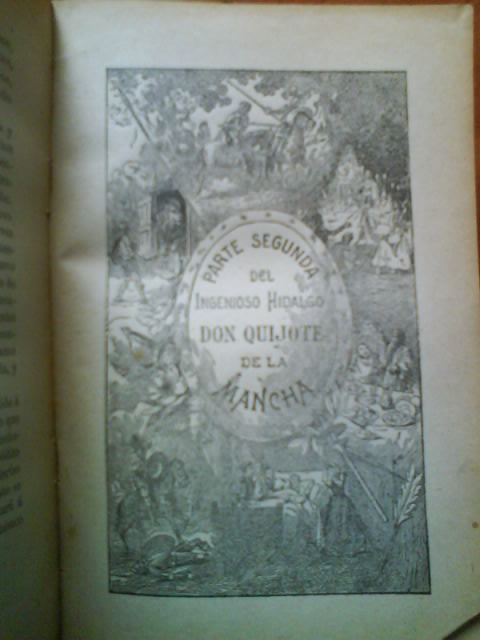 PARTE SEGUNDA
DEL
INGENIOSO HIDALGO
DON QUIJOTE
DE LA
MANCHA